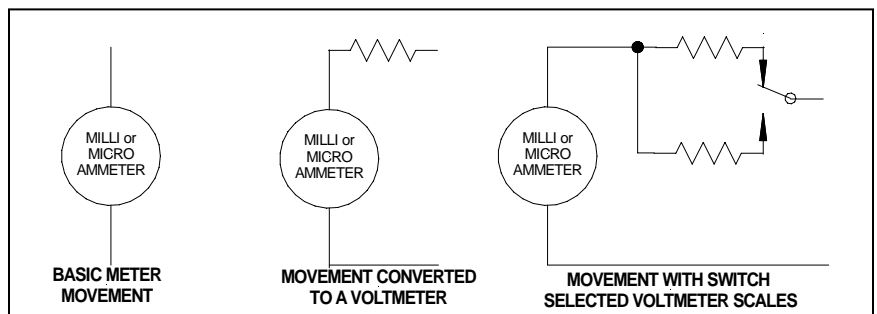 MILLI or
MICRO
AMMETER
BASIC METER
MOVEMENT
MILLI or
MICRO
AMMETER
MOVEMENT CONVERTED
TO A VOLTMETER
MILLI or
MICRO
AMMETER
MOVEMENT WITH SWITCH
SELECTED VOLTMETER SCALES